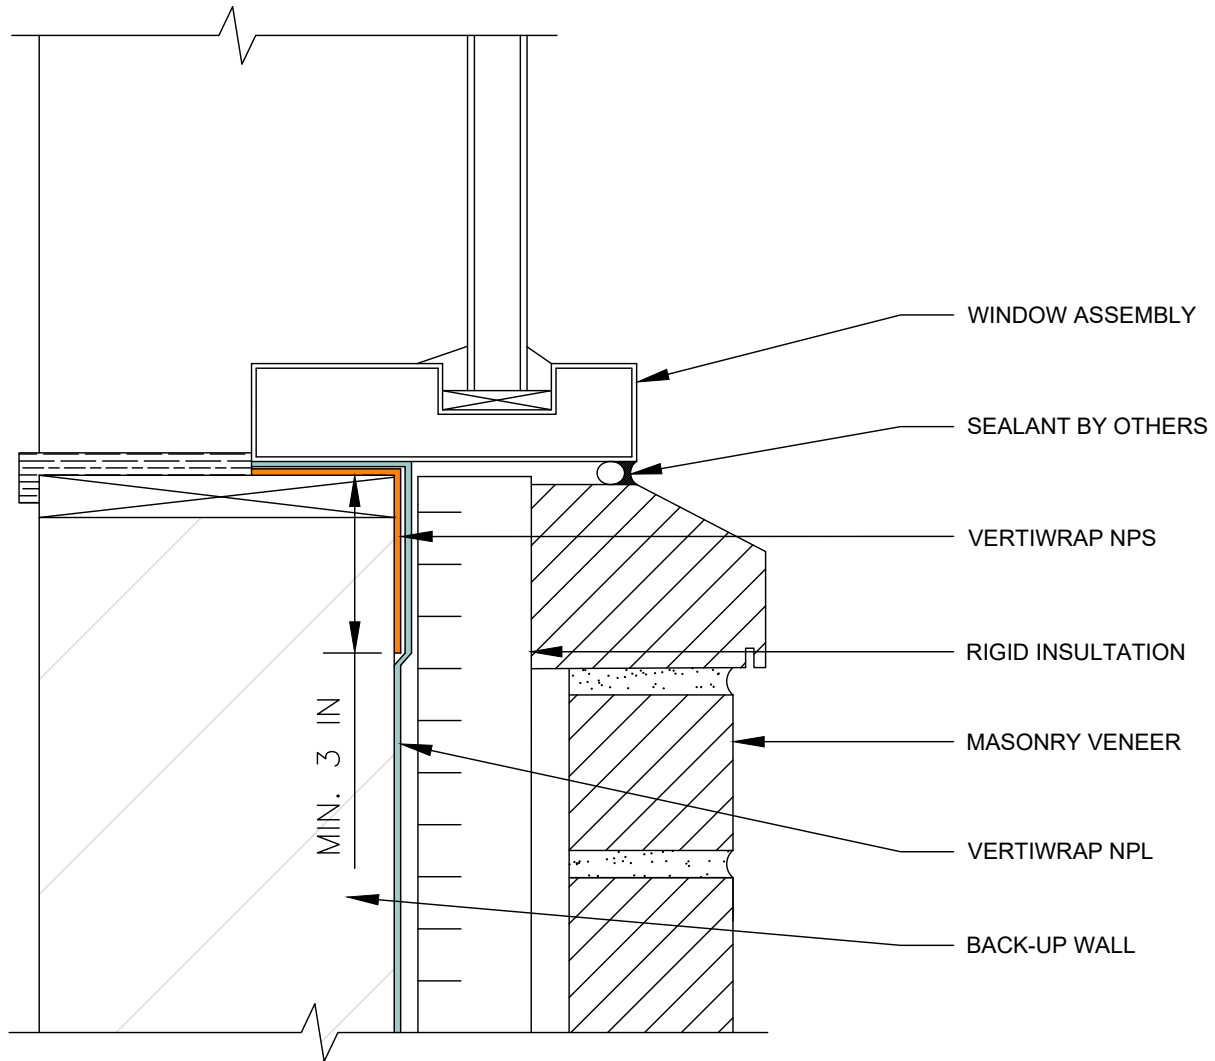 WINDOW ASSEMBLY
SEALANT BY OTHERS
VERTIWRAP NPS
RIGID INSULTATION
MIN. 3 IN
MASONRY VENEER
VERTIWRAP NPL
BACK-UP WALL